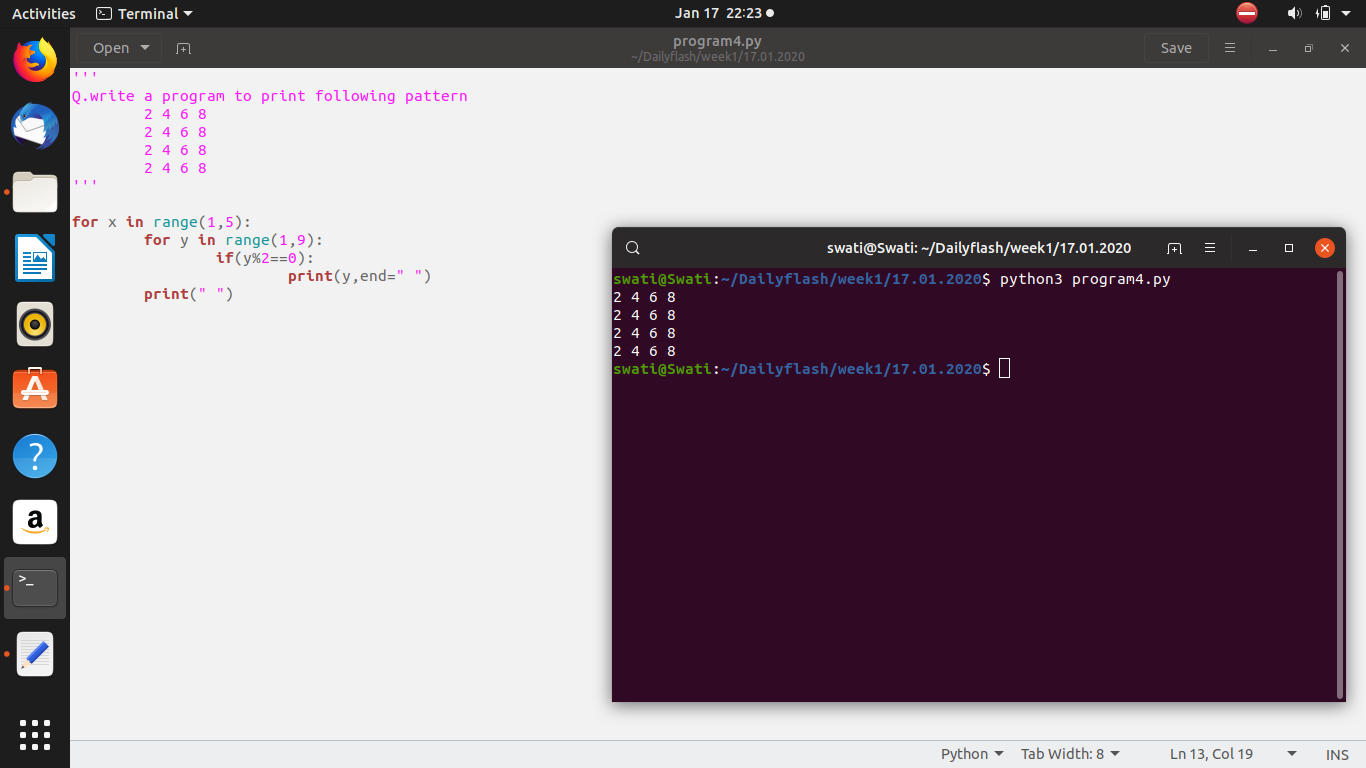 Activities Terminal Jan 17 22:23
Open program4.py Save
~/Dailyflash/week1/17.01.2020
'''
Q.write a program to print following pattern
2 4 6 8
2 4 6 8
2 4 6 8
2 4 6 8
'''
for x in range(1,5):
for y in range(1,9):
if(y%2==0):
print(y,end=" ")
print(" ")
swati@Swati: ~/Dailyflash/week1/17.01.2020
swati@Swati:~/Dailyflash/week1/17.01.2020$ python3 program4.py
2 4 6 8
2 4 6 8
2 4 6 8
2 4 6 8
swati@Swati:~/Dailyflash/week1/17.01.2020$
?
a
>_
Python Tab Width: 8 Ln 13, Col 19 INS